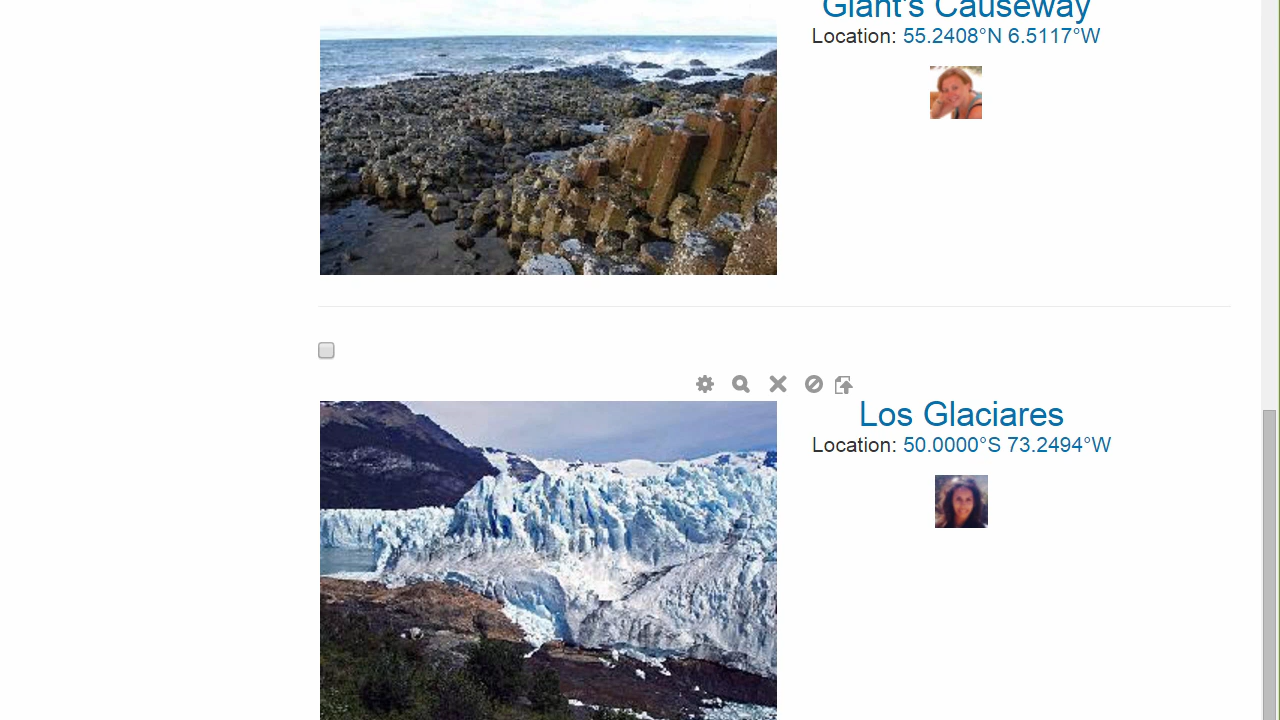 Giant's Causeway
Location: 55.2408°N 6.5117°W
Los Glaciares
Location: 50.0000°S 73.2494°W